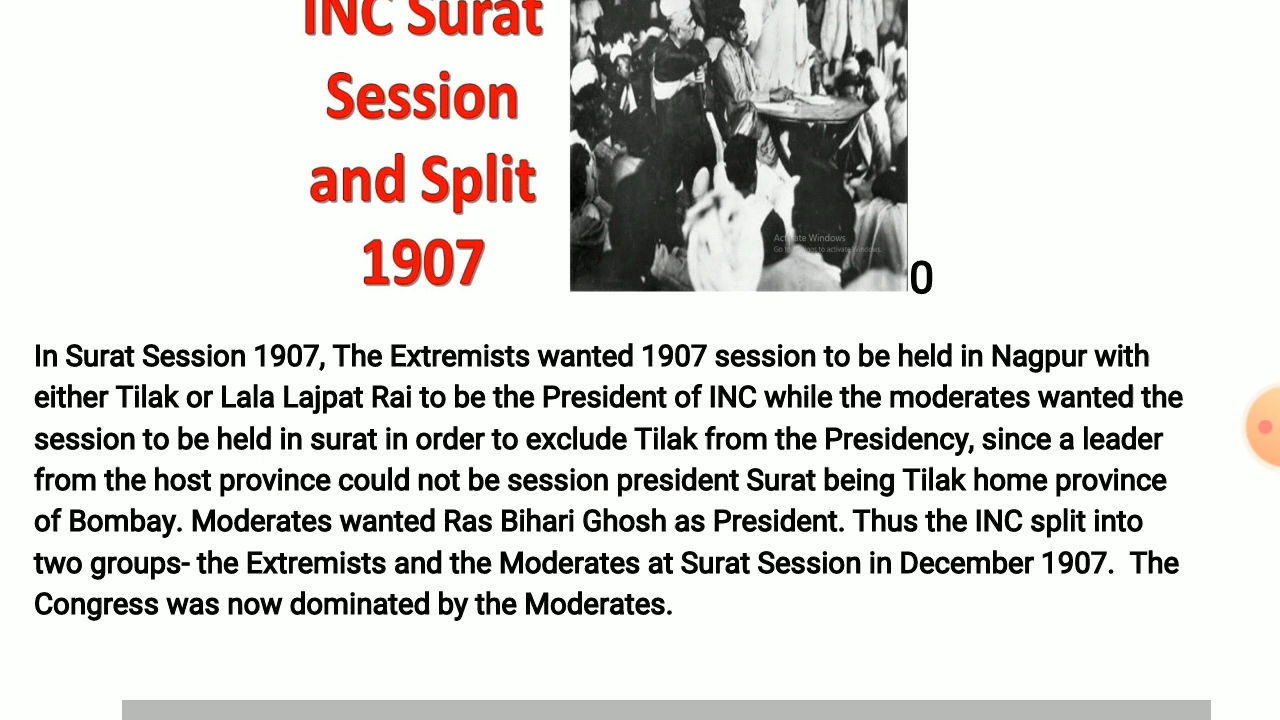 INC Surat
Session
and Split
1907
Activate Windows
0
In Surat Session 1907, The Extremists wanted 1907 session to be held in Nagpur with
either Tilak or Lala Lajpat Rai to be the President of INC while the moderates wanted the
session to be held in surat in order to exclude Tilak from the Presidency, since a leader
from the host province could not be session president Surat being Tilak home province
of Bombay. Moderates wanted Ras Bihari Ghosh as President. Thus the INC split into
two groups- the Extremists and the Moderates at Surat Session in December 1907. The
Congress was now dominated by the Moderates.